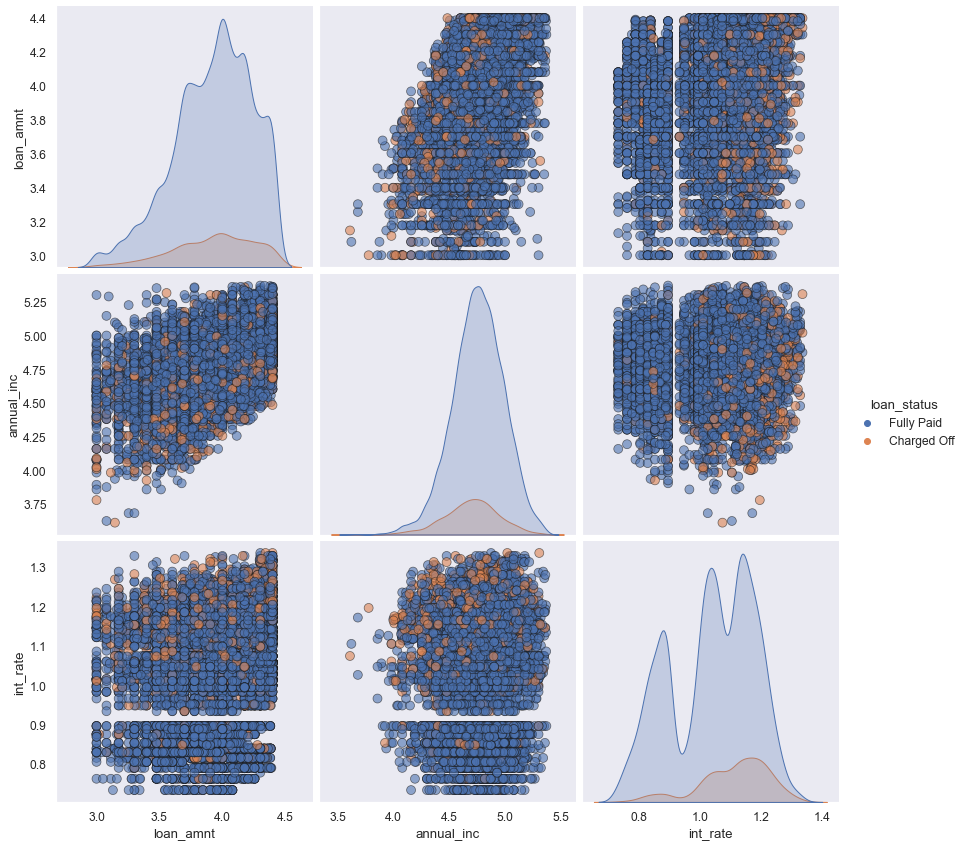 4.4
4.2
4.0
3.8
3.6
3.4
3.2
3.0
loan_amnt
5.25
5.00
4.75
4.50
4.25
4.00
3.75
annual_inc
loan_status
Fully Paid
Charged Off
1.3
1.2
1.1
1.0
0.9
0.8
int_rate
3.0 3.5 4.0 4.5 3.5 4.0 4.5 5.0 5.5 0.8 1.0 1.2 1.4
loan_amnt annual_inc int_rate